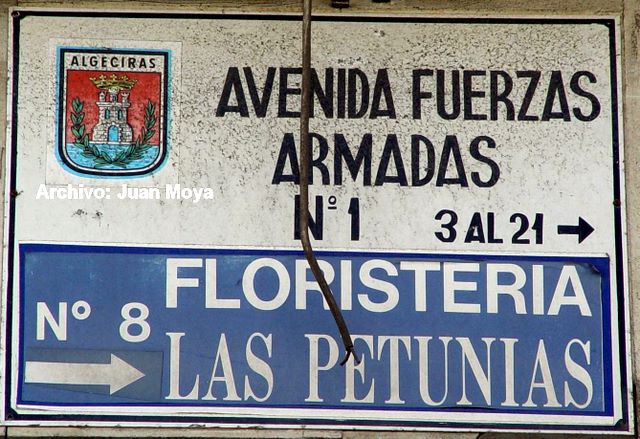 ALGECIRAS
AVENIDA FUERZAS
ARMADAS
Nº 1 3 AL 21
Archivo: Juan Moya
FLORISTERIA
Nº 8
LAS PETUNIAS